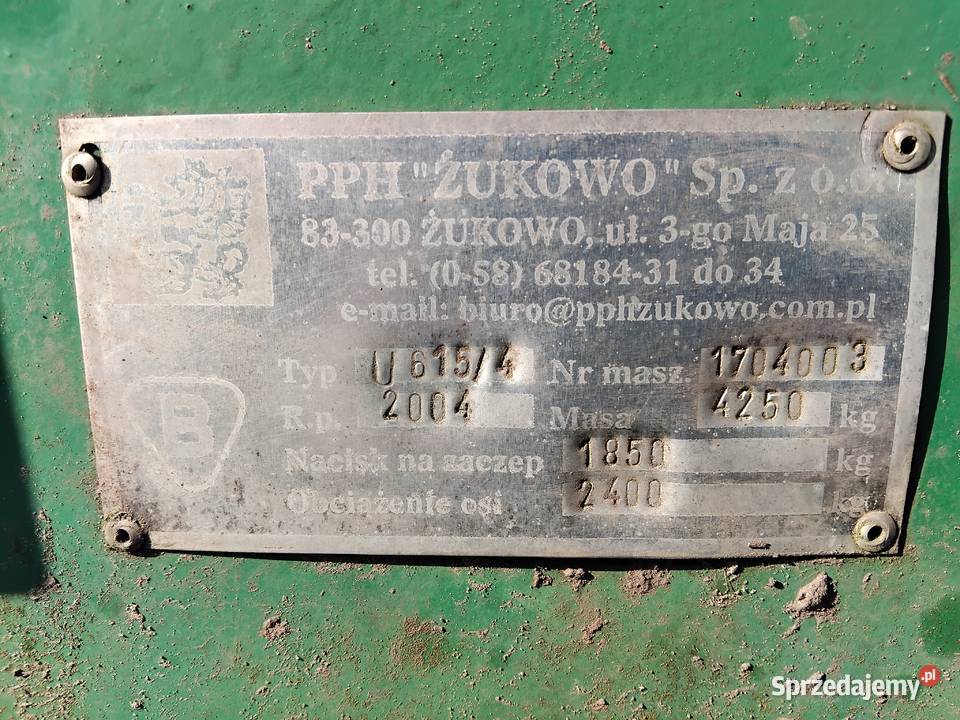 PPH "ŻUKOWO" Sp. z o.o.
83-300 ŻUKOWO, ul. 3-go Maja 25
tel. (0-58) 68184-31 do 34
e-mail: biuro@pphzukowo.com.pl
Typ U615/4 Nr masz. 1704003
R.p. 2004 Masa 4250 kg
B
Nacisk na zaczep 1850 kg
Obciążenie osi 2400 kg
Sprzedajemy.pl